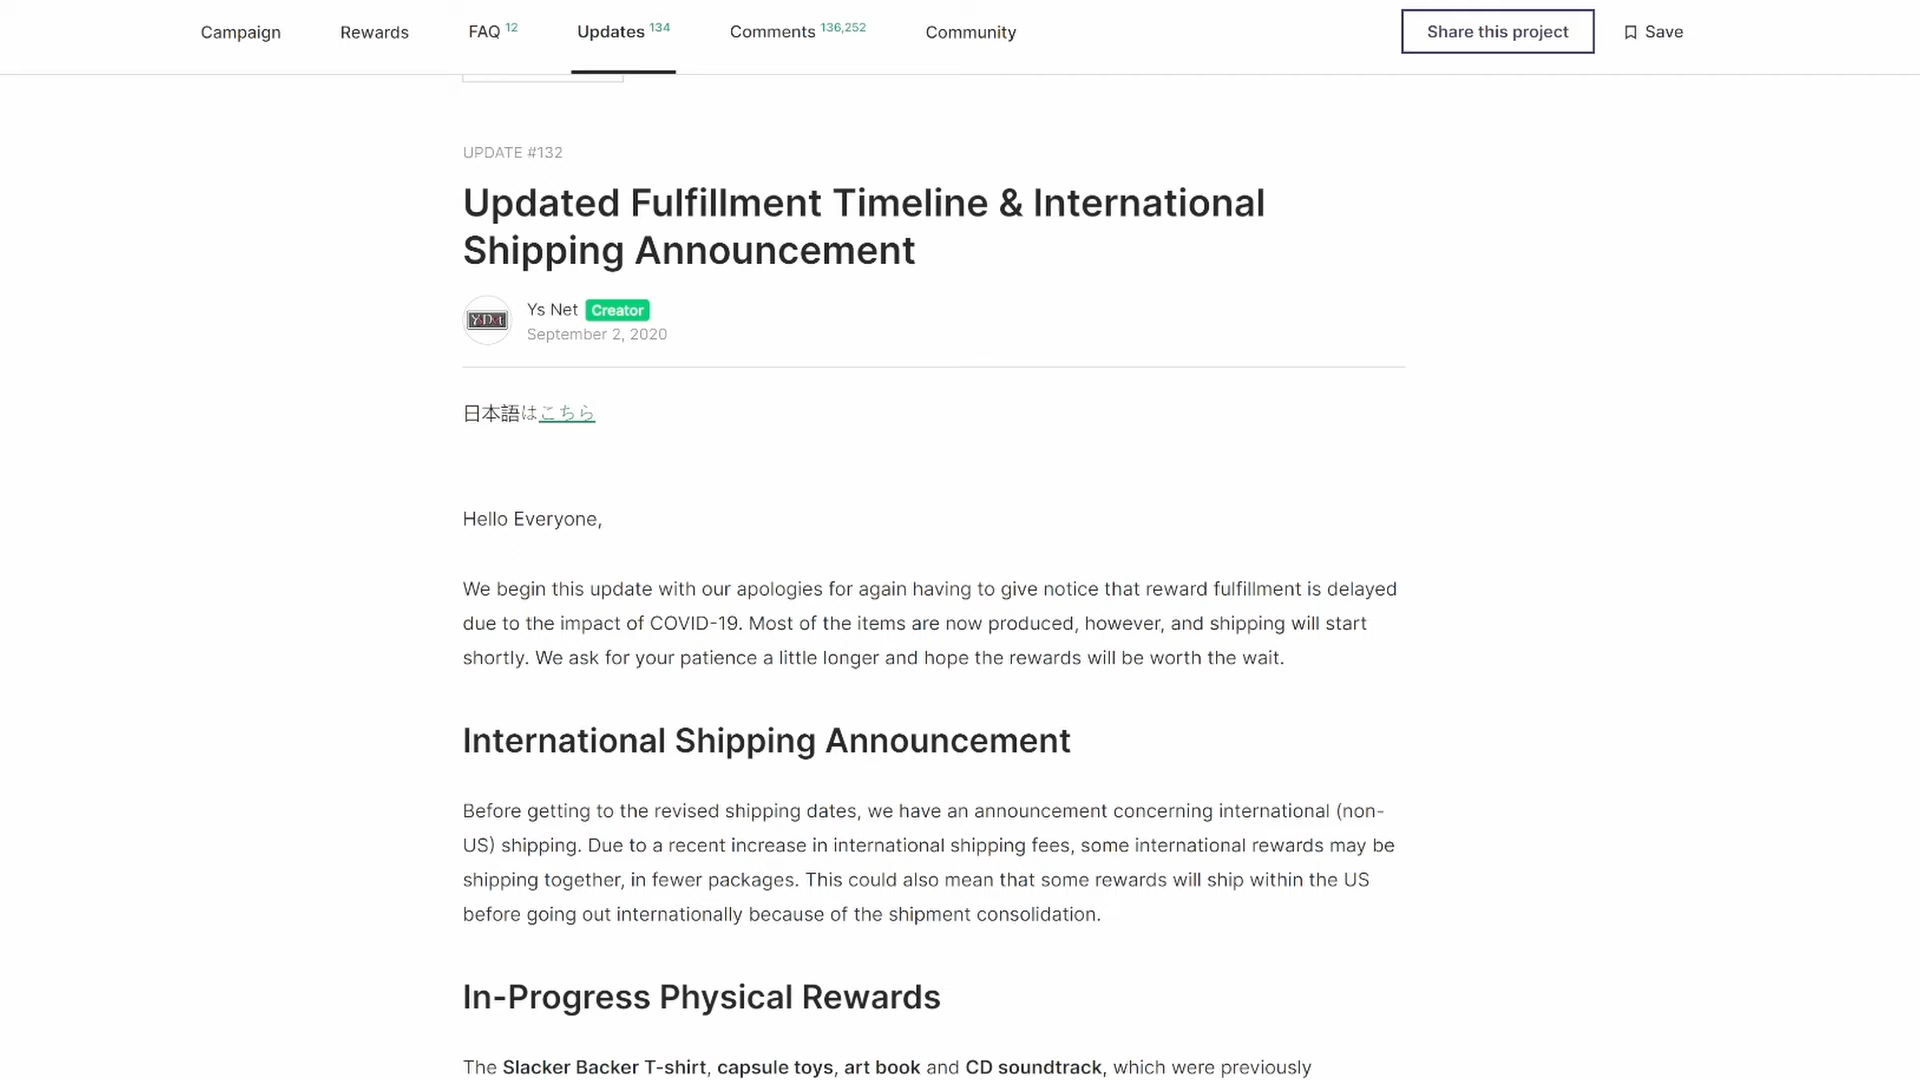 Campaign Rewards FAQ 12 Updates 134 Comments 136,252 Community Share this project Save
UPDATE #132
Updated Fulfillment Timeline & International
Shipping Announcement
Ys Net Creator
September 2, 2020
日本語はこちら
Hello Everyone,
We begin this update with our apologies for again having to give notice that reward fulfillment is delayed
due to the impact of COVID-19. Most of the items are now produced, however, and shipping will start
shortly. We ask for your patience a little longer and hope the rewards will be worth the wait.
International Shipping Announcement
Before getting to the revised shipping dates, we have an announcement concerning international (non-
US) shipping. Due to a recent increase in international shipping fees, some international rewards may be
shipping together, in fewer packages. This could also mean that some rewards will ship within the US
before going out internationally because of the shipment consolidation.
In-Progress Physical Rewards
The Slacker Backer T-shirt, capsule toys, art book and CD soundtrack, which were previously